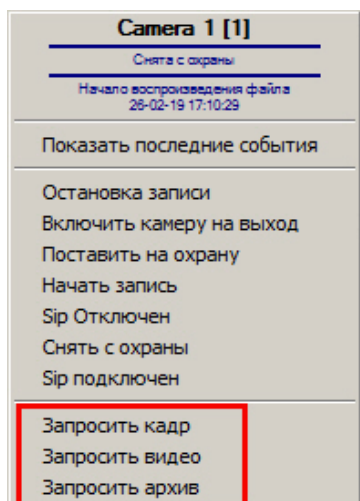 Camera 1 [1]
Снята с охраны
Начало воспроизведения файла
26-02-19 17:10:29
Показать последние события
Остановка записи
Включить камеру на выход
Поставить на охрану
Начать запись
Sip Отключен
Снять с охраны
Sip подключен
Запросить кадр
Запросить видео
Запросить архив